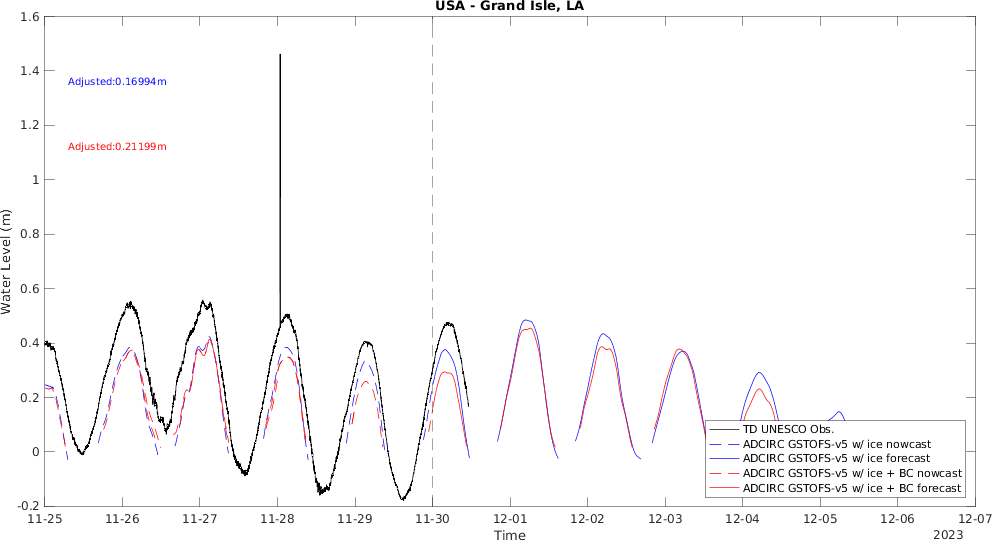 USA - Grand Isle, LA
1.6
1.4
1.2
1
0.8
0.6
0.4
0.2
0
-0.2
Water Level (m)
Adjusted:0.16994m
Adjusted:0.21199m
TD UNESCO Obs.
ADCIRC GSTOFS-v5 w/ ice nowcast
ADCIRC GSTOFS-v5 w/ ice forecast
ADCIRC GSTOFS-v5 w/ ice + BC nowcast
ADCIRC GSTOFS-v5 w/ ice + BC forecast
11-25 11-26 11-27 11-28 11-29 11-30 12-01 12-02 12-03 12-04 12-05 12-06 12-07
Time
2023